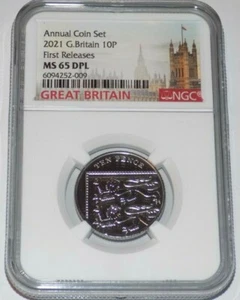 Annual Coin Set
2021 G.Britain 10P
First Releases
MS 65 DPL
6094252-009
GREAT BRITAIN
NGC
TEN PENCE